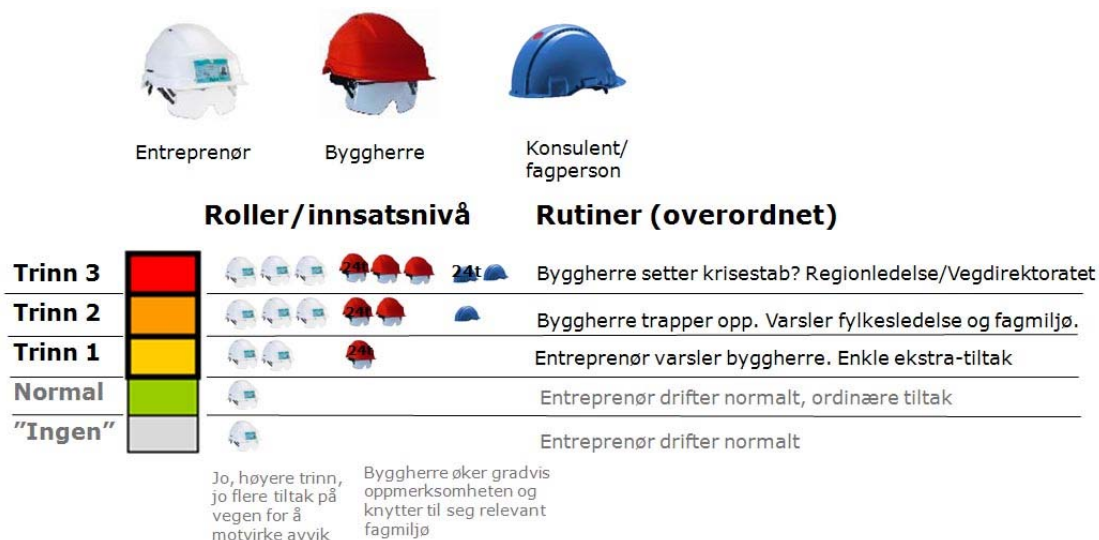 Entreprenør
Byggherre
Konsulent/
fagperson
Roller/innsatsnivå
Rutiner (overordnet)
Trinn 3
24t
24t
Byggherre setter krisestab? Regionledelse/Vegdirektoratet
Trinn 2
24t
Byggherre trapper opp. Varsler fylkesledelse og fagmiljø.
Trinn 1
24t
Entreprenør varsler byggherre. Enkle ekstra-tiltak
Normal
Entreprenør drifter normalt, ordinære tiltak
”Ingen”
Entreprenør drifter normalt
Jo, høyere trinn,
jo flere tiltak på
vegen for å
motvirke avvik
Byggherre øker gradvis
oppmerksomheten og
knytter til seg relevant
fagmiljø